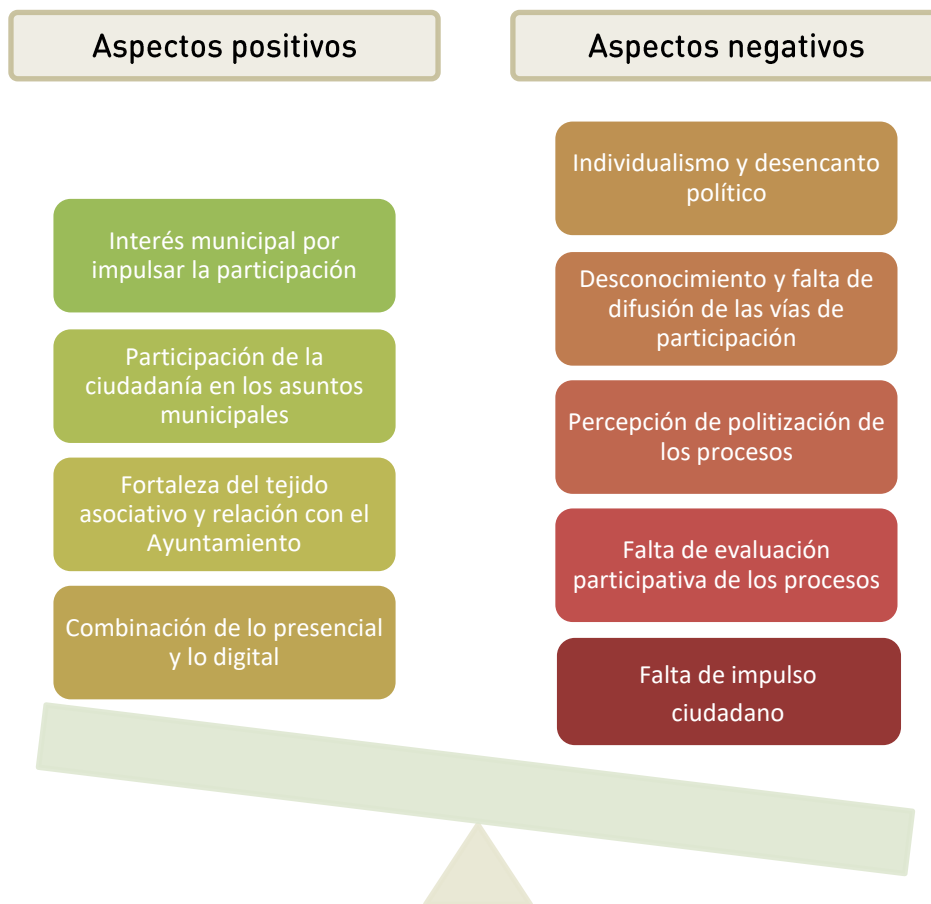 Aspectos positivos
Interés municipal por
impulsar la participación
Participación de la
ciudadanía en los asuntos
municipales
Fortaleza del tejido
asociativo y relación con el
Ayuntamiento
Combinación de lo presencial
y lo digital
Aspectos negativos
Individualismo y desencanto
político
Desconocimiento y falta de
difusión de las vías de
participación
Percepción de politización de
los procesos
Falta de evaluación
participativa de los procesos
Falta de impulso
ciudadano